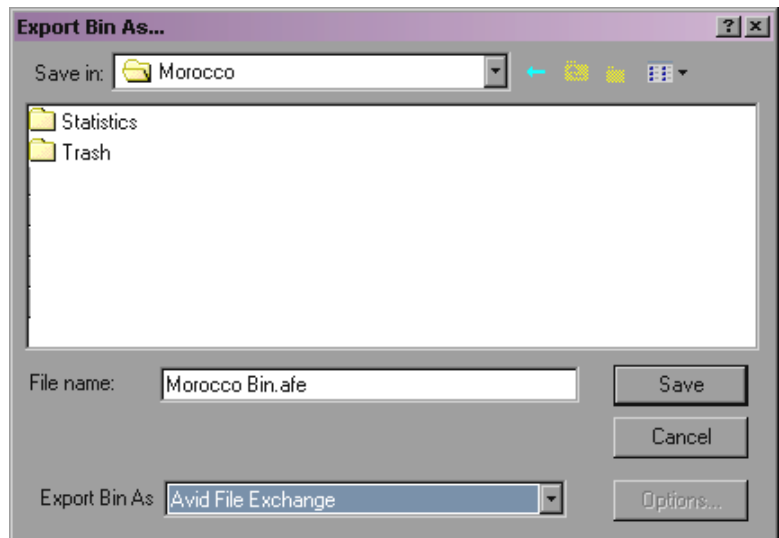 Export Bin As...
Save in: Morocco
Statistics
Trash
File name: Morocco Bin.afe
Save
Cancel
Export Bin As Avid File Exchange
Options...